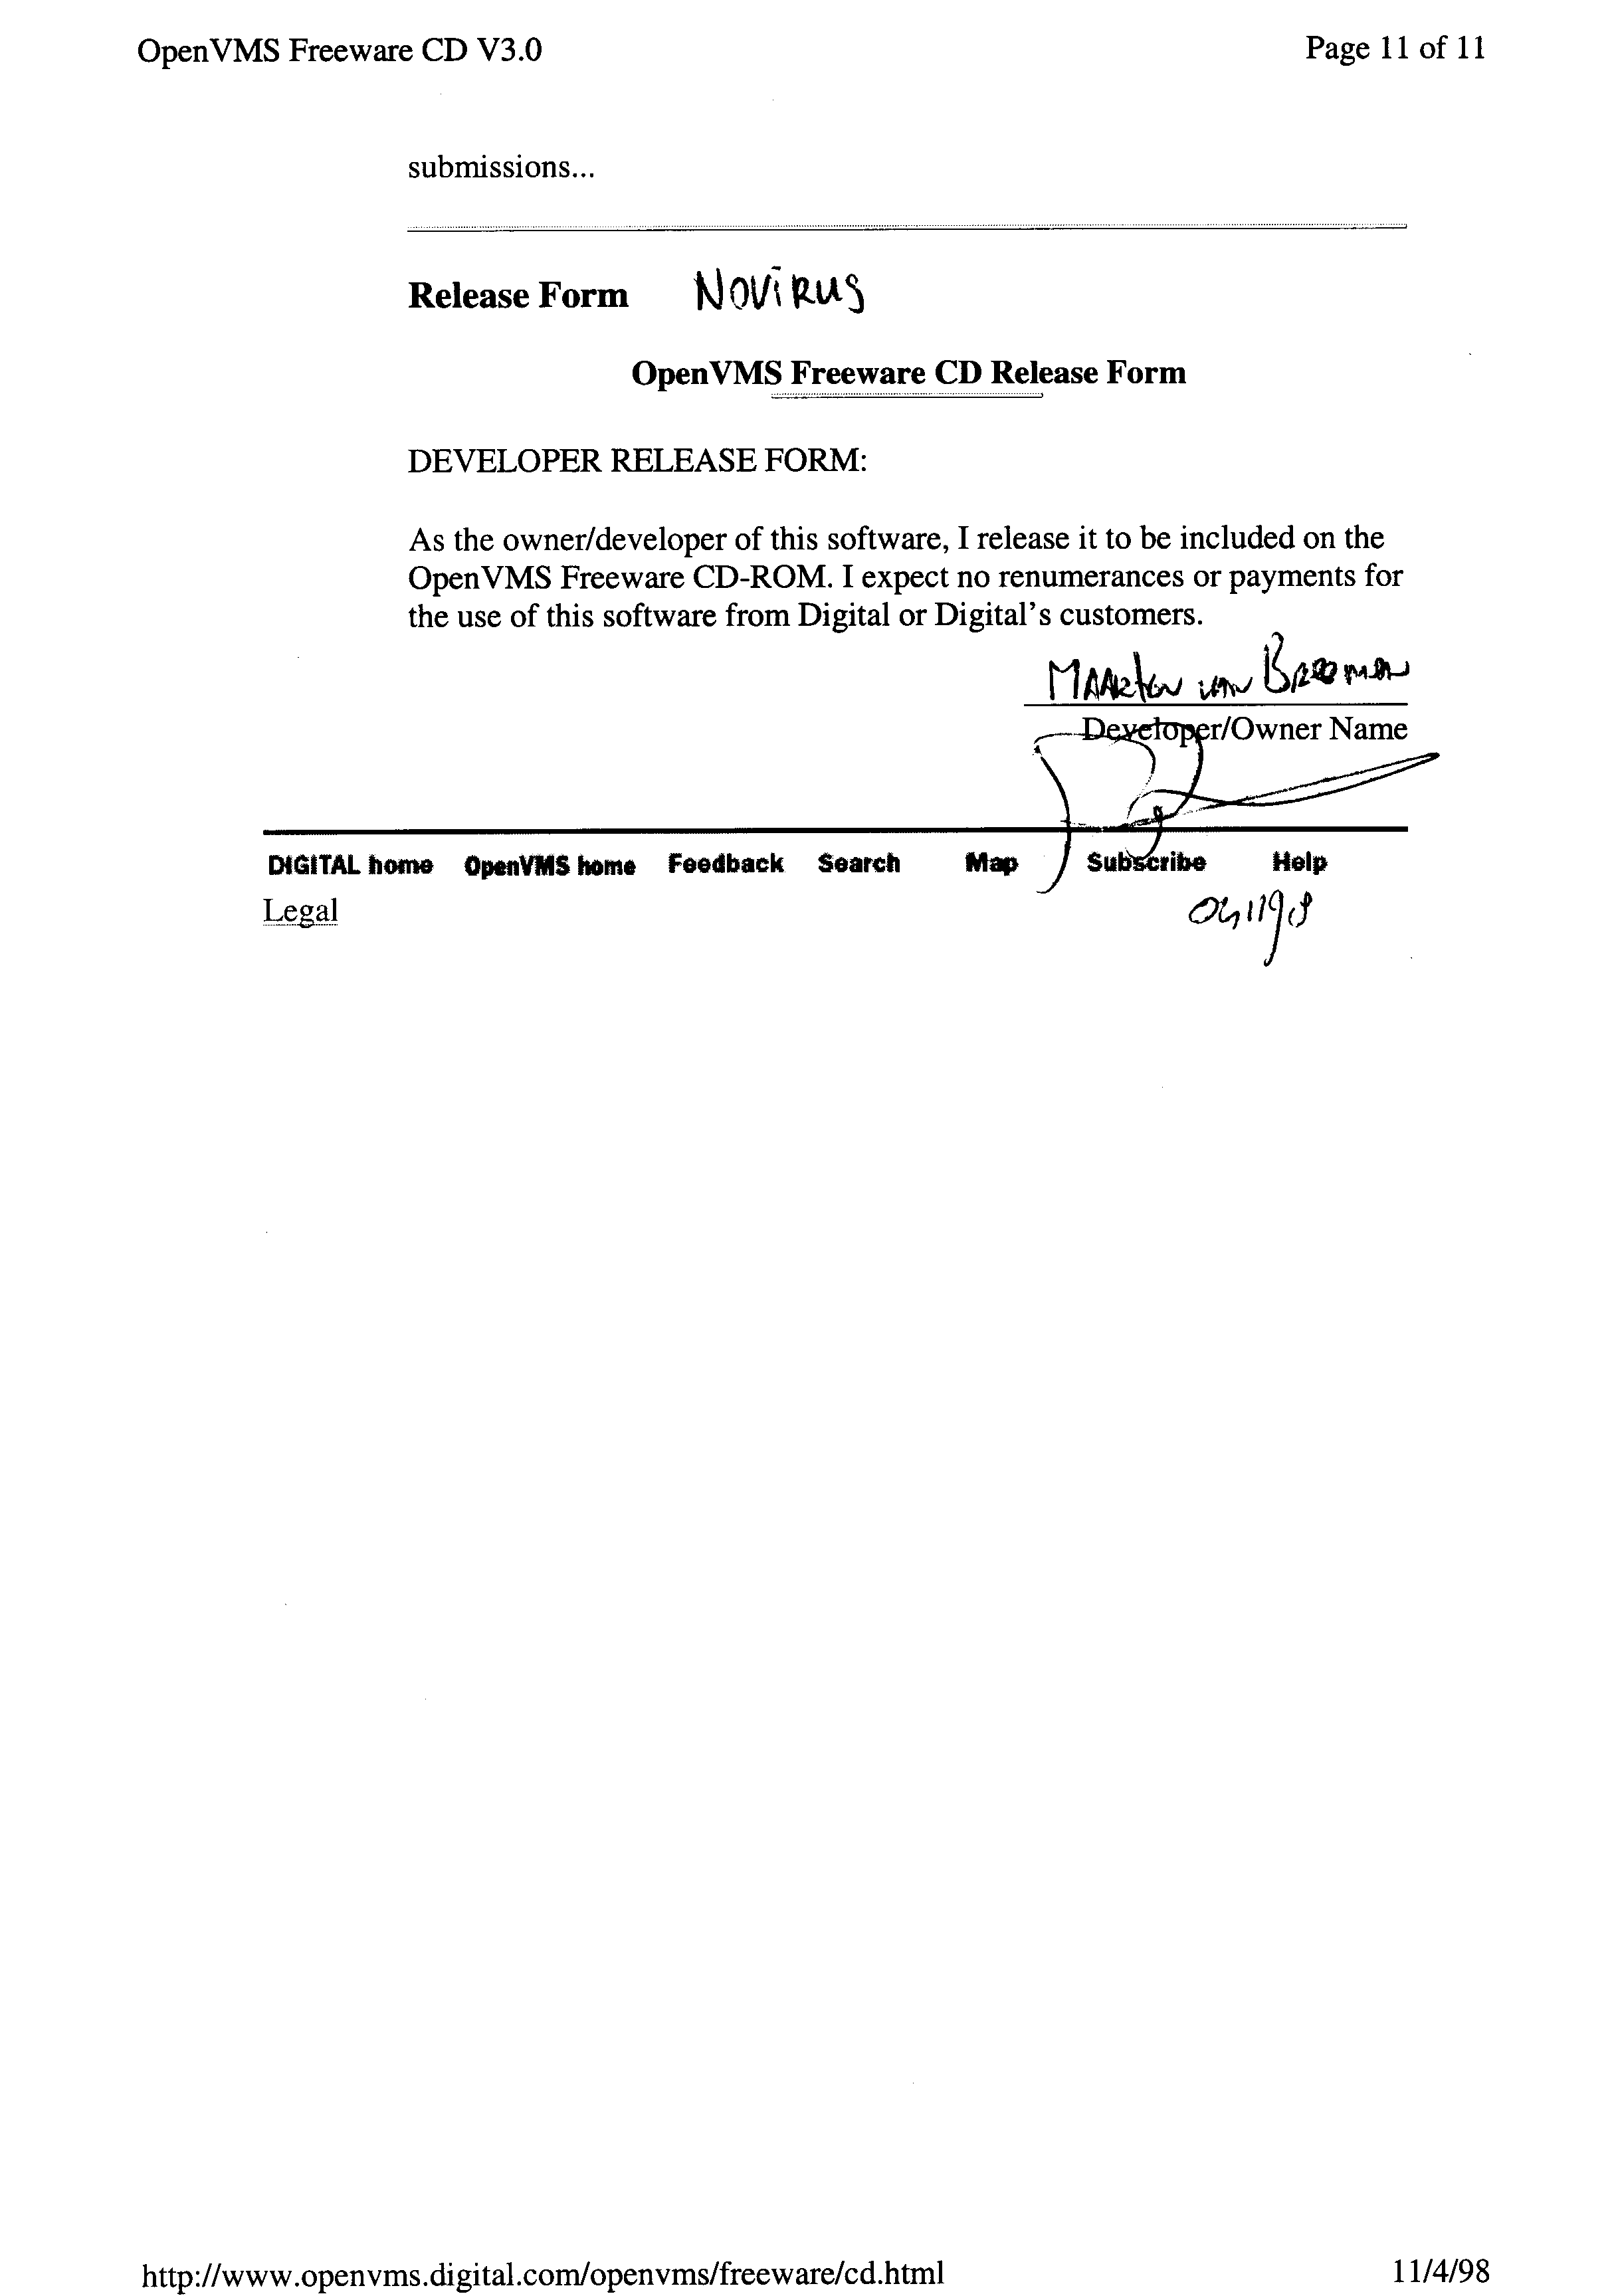 OpenVMS Freeware CD V3.0 Page 11 of 11
submissions...
Release Form Novirus
OpenVMS Freeware CD Release Form
DEVELOPER RELEASE FORM:
As the owner/developer of this software, I release it to be included on the
OpenVMS Freeware CD-ROM. I expect no renumerances or payments for
the use of this software from Digital or Digital's customers.
Maarten van
Developer/Owner Name
DIGITAL home OpenVMS home Feedback Search Map Subscribe Help
Legal
http://www.openvms.digital.com/openvms/freeware/cd.html 11/4/98